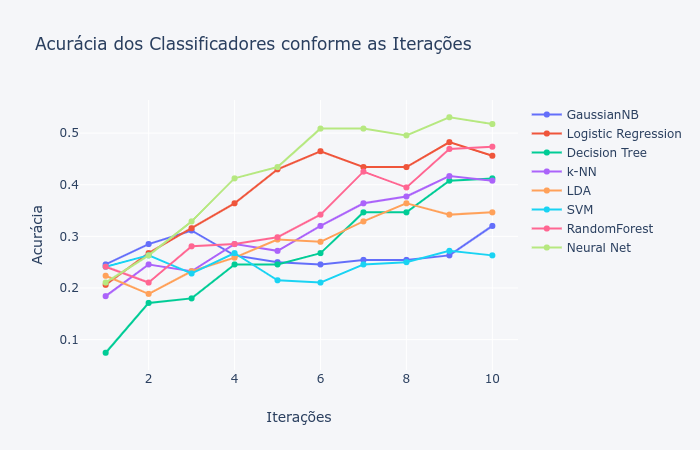 Acurácia dos Classificadores conforme as Iterações
GaussianNB
Logistic Regression
Decision Tree
k-NN
LDA
SVM
RandomForest
Neural Net
Acurácia
0.5
0.4
0.3
0.2
0.1
2 4 6 8 10
Iterações